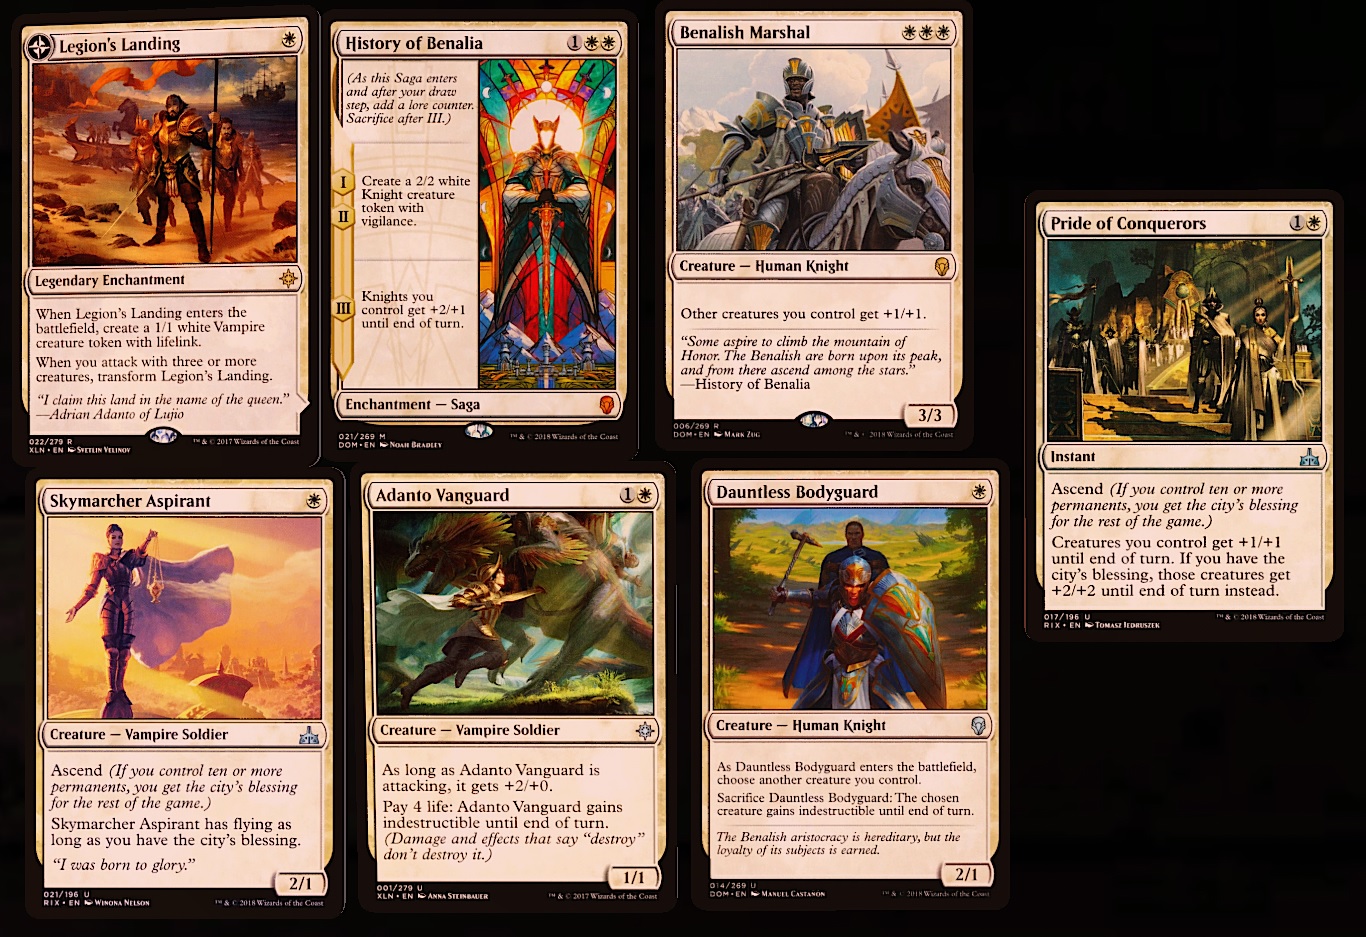 Legion's Landing
Legendary Enchantment
When Legion's Landing enters the
battlefield, create a 1/1 white Vampire
creature token with lifelink.
When you attack with three or more
creatures, transform Legion's Landing.
"I claim this land in the name of the queen."
—Adrian Adanto of Lujio
022/279 R
XLN • EN Svetlin Velinov
™ & © 2017 Wizards of the Coast
History of Benalia
1
(As this Saga enters
and after your draw
step, add a lore counter.
Sacrifice after III.)
I
II
Create a 2/2 white
Knight creature
token with
vigilance.
III
Knights you
control get +2/+1
until end of turn.
Enchantment — Saga
021/269 M
DOM • EN Noah Bradley
™ & © 2018 Wizards of the Coast
Benalish Marshal
Creature — Human Knight
Other creatures you control get +1/+1.
"Some aspire to climb the mountain of
Honor. The Benalish are born upon its peak,
and from there ascend among the stars."
—History of Benalia
3/3
006/269 R
DOM • EN Mark Zug
™ & © 2018 Wizards of the Coast
Pride of Conquerors
1
Instant
Ascend (If you control ten or more
permanents, you get the city's blessing
for the rest of the game.)
Creatures you control get +1/+1
until end of turn. If you have the
city's blessing, those creatures get
+2/+2 until end of turn instead.
017/196 U
RIX • EN Tomasz Jedruszek
™ & © 2018 Wizards of the Coast
Skymarcher Aspirant
Creature — Vampire Soldier
Ascend (If you control ten or more
permanents, you get the city's blessing
for the rest of the game.)
Skymarcher Aspirant has flying as
long as you have the city's blessing.
"I was born to glory."
2/1
021/196 U
RIX • EN Winona Nelson
™ & © 2018 Wizards of the Coast
Adanto Vanguard
1
Creature — Vampire Soldier
As long as Adanto Vanguard is
attacking, it gets +2/+0.
Pay 4 life: Adanto Vanguard gains
indestructible until end of turn.
(Damage and effects that say "destroy"
don't destroy it.)
1/1
001/279 U
XLN • EN Anna Steinbauer
™ & © 2017 Wizards of the Coast
Dauntless Bodyguard
Creature — Human Knight
As Dauntless Bodyguard enters the battlefield,
choose another creature you control.
Sacrifice Dauntless Bodyguard: The chosen
creature gains indestructible until end of turn.
The Benalish aristocracy is hereditary, but the
loyalty of its subjects is earned.
2/1
014/269 U
DOM • EN Manuel Castañón
™ & © 2018 Wizards of the Coast